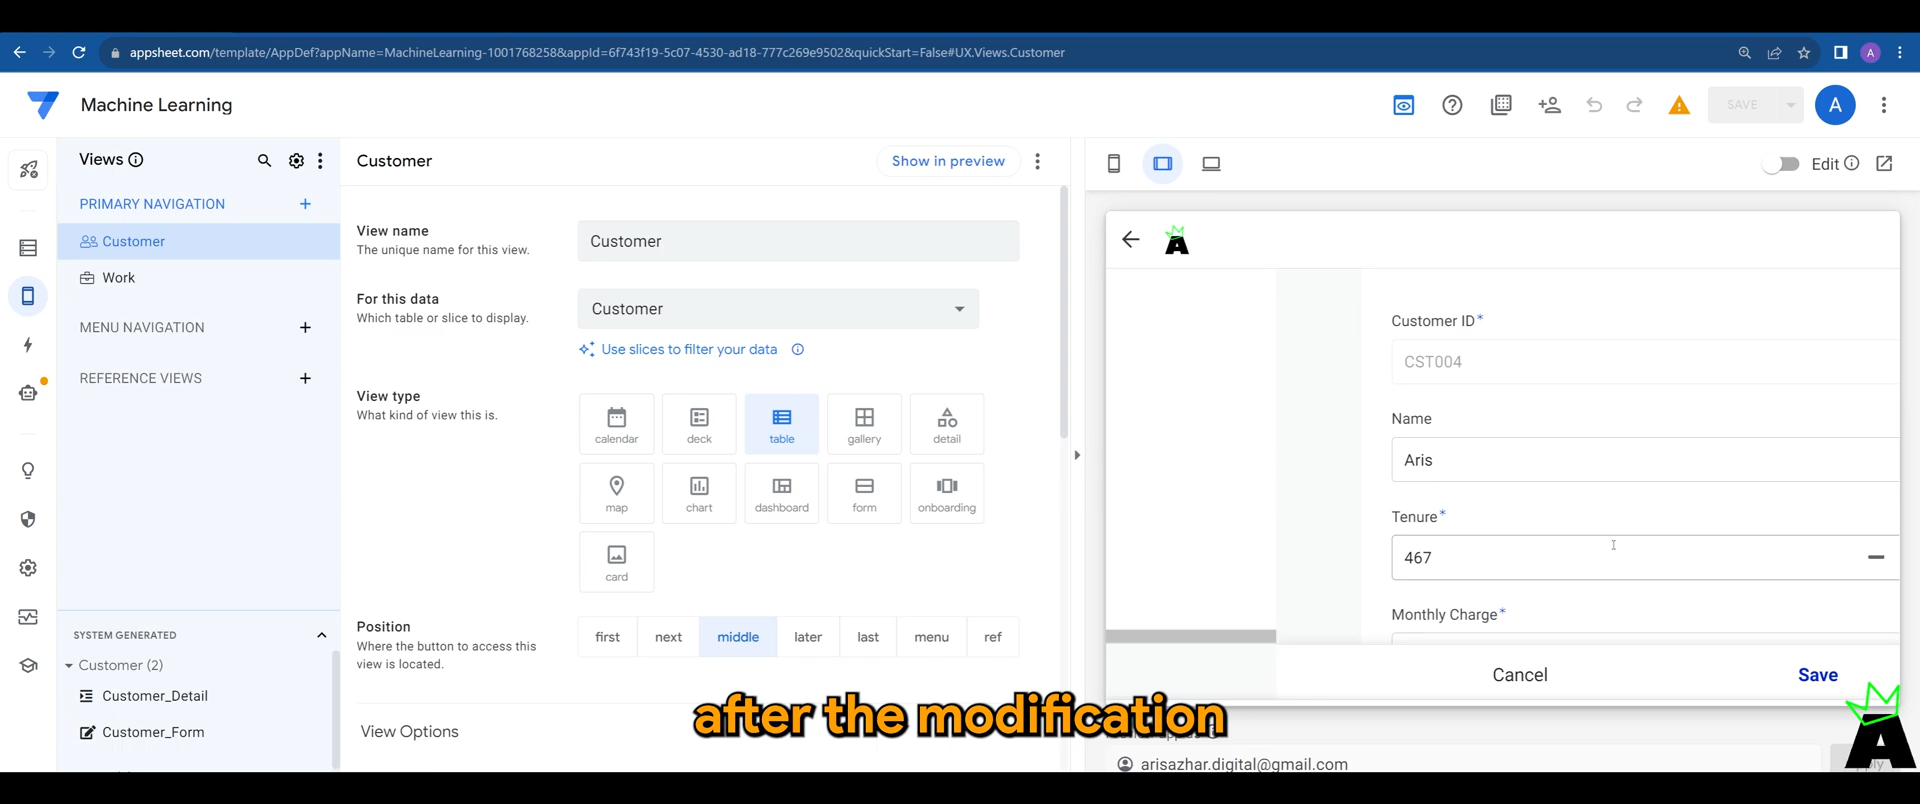 appsheet.com/template/AppDef?appName=MachineLearning-1001768258&appId=6f743f19-5c07-4530-ad18-777c269e9502&quickStart=False#UX.Views.Customer
A
Machine Learning
SAVE
A
Views
PRIMARY NAVIGATION
Customer
Work
MENU NAVIGATION
REFERENCE VIEWS
SYSTEM GENERATED
Customer (2)
Customer_Detail
Customer_Form
Customer
Show in preview
View name
The unique name for this view.
Customer
For this data
Which table or slice to display.
Customer
Use slices to filter your data
View type
What kind of view this is.
calendar
deck
table
gallery
detail
map
chart
dashboard
form
onboarding
card
Position
Where the button to access this
view is located.
first
next
middle
later
last
menu
ref
View Options
Edit
A
Customer ID*
CST004
Name
Aris
Tenure*
467
Monthly Charge*
Cancel
Save
after the modification
arisazhar.digital@gmail.com
A